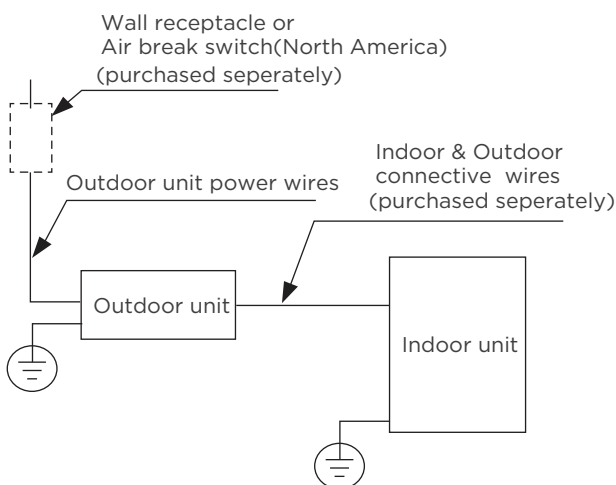 Wall receptacle or
Air break switch(North America)
(purchased seperately)
Outdoor unit power wires
Indoor & Outdoor
connective wires
(purchased seperately)
Outdoor unit
Indoor unit